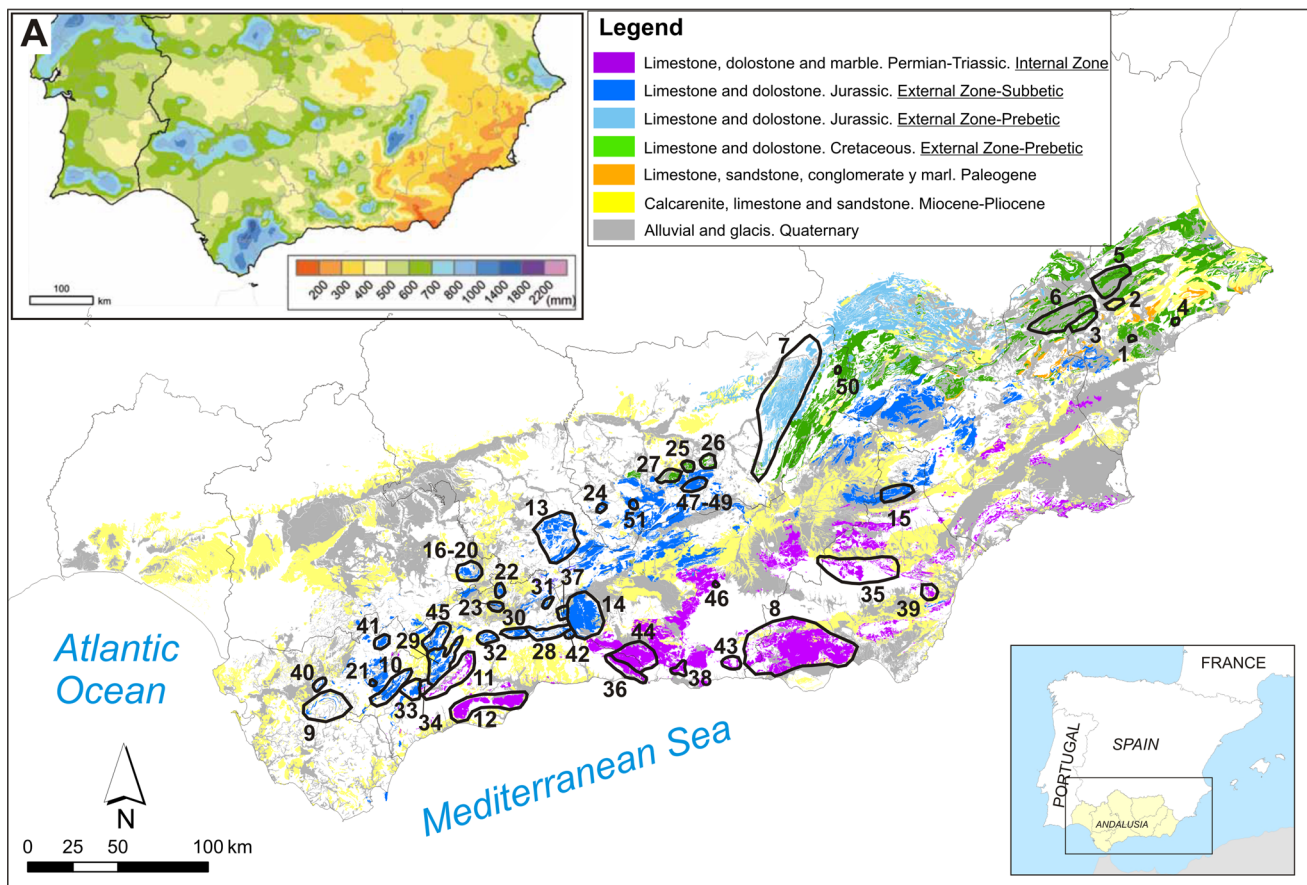 A
100
km
200
300
400
500
600
700
800
1000
1400
1800
2200
(mm)
Legend
Limestone, dolostone and marble. Permian-Triassic. Internal Zone
Limestone and dolostone. Jurassic. External Zone-Subbetic
Limestone and dolostone. Jurassic. External Zone-Prebetic
Limestone and dolostone. Cretaceous. External Zone-Prebetic
Limestone, sandstone, conglomerate y marl. Paleogene
Calcarenite, limestone and sandstone. Miocene-Pliocene
Alluvial and glacis. Quaternary
5
6
2
4
3
1
7
50
26
25
27
47-49
24
51
13
15
16-20
22
37
31
14
46
8
35
39
23
45
30
41
29
32
28
42
44
43
21
10
11
36
38
40
33
34
12
9
Atlantic
Ocean
Mediterranean Sea
N
0 25 50 100 km
FRANCE
PORTUGAL
SPAIN
ANDALUSIA